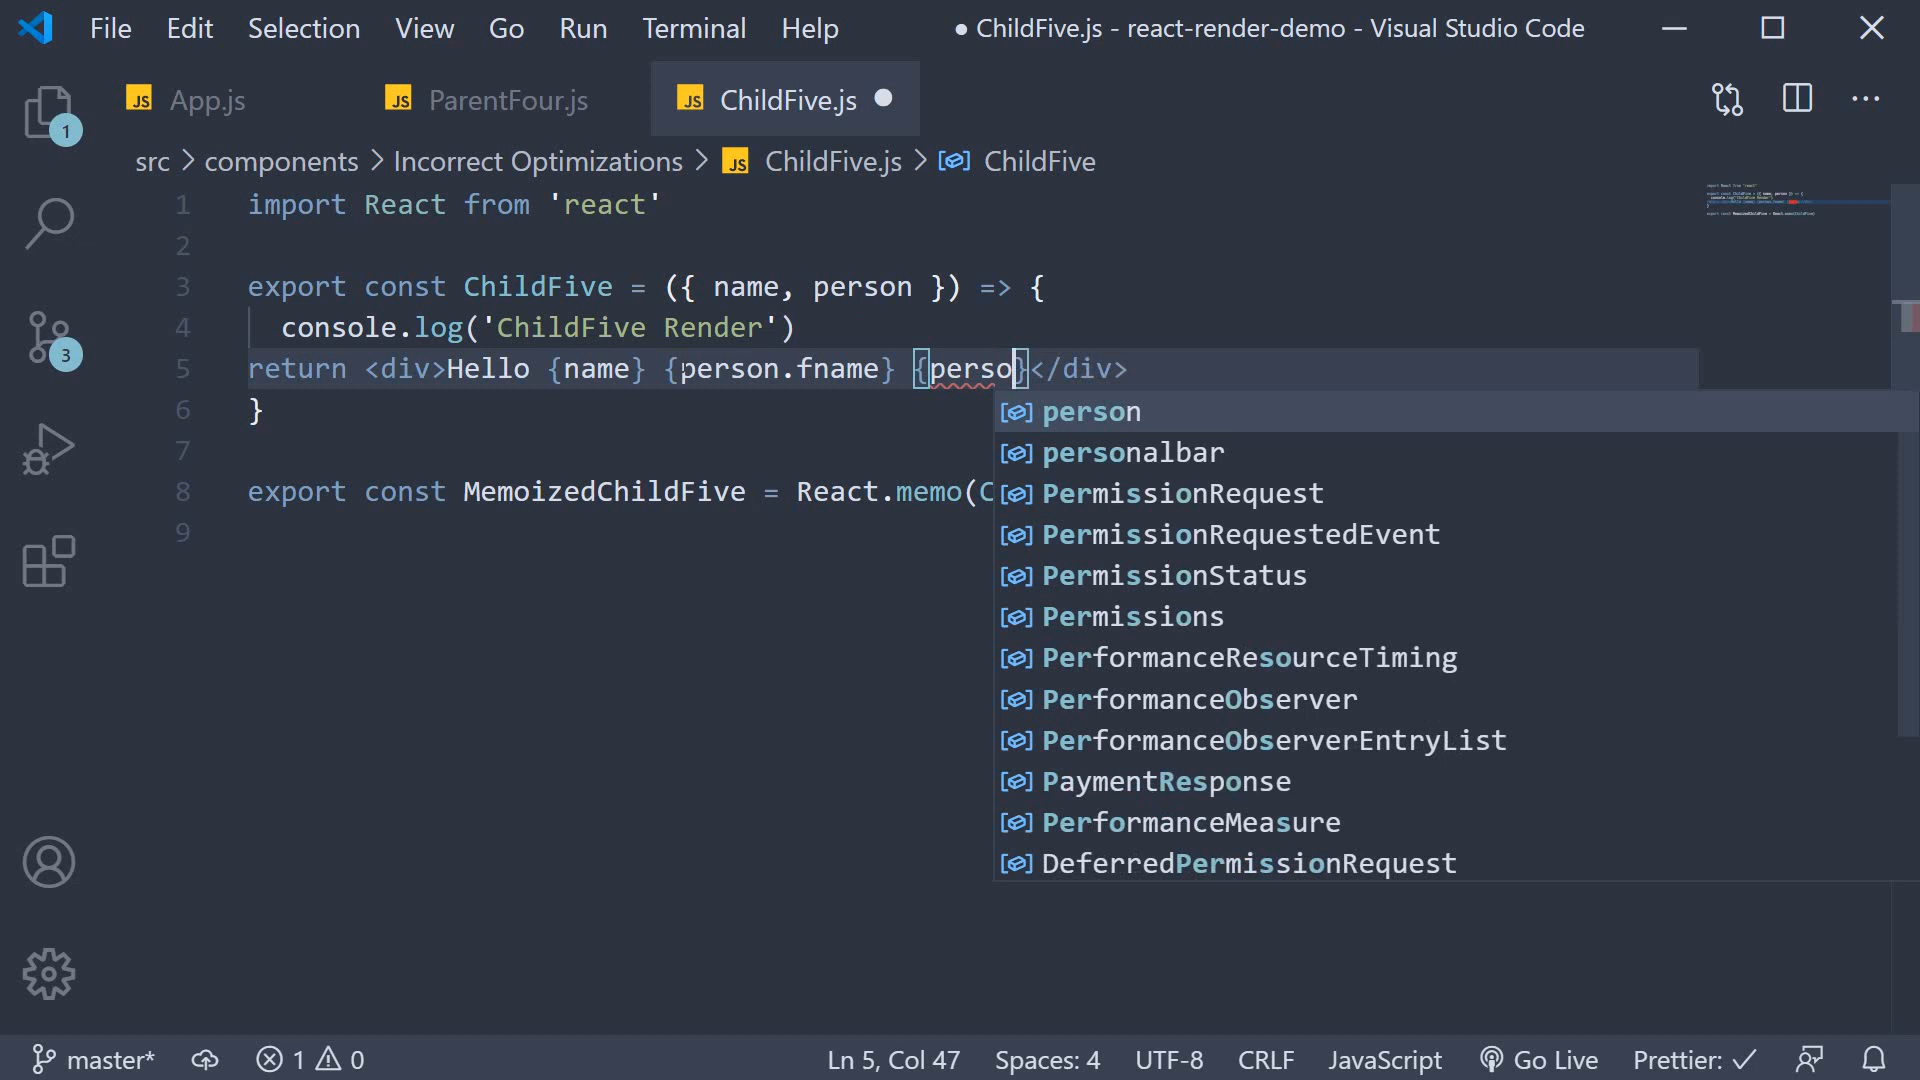 File Edit Selection View Go Run Terminal Help ● ChildFive.js - react-render-demo - Visual Studio Code
JS App.js JS ParentFour.js JS ChildFive.js
src > components > Incorrect Optimizations > JS ChildFive.js > ChildFive
1
3
1 import React from 'react'
2
3 export const ChildFive = ({ name, person }) => {
4 console.log('ChildFive Render')
5 return <div>Hello {name} {person.fname} {perso}</div>
6 }
7
8 export const MemoizedChildFive = React.memo(C
9
person
personalbar
PermissionRequest
PermissionRequestedEvent
PermissionStatus
Permissions
PerformanceResourceTiming
PerformanceObserver
PerformanceObserverEntryList
PaymentResponse
PerformanceMeasure
DeferredPermissionRequest
master* 1 0 Ln 5, Col 47 Spaces: 4 UTF-8 CRLF JavaScript Go Live Prettier: ✓